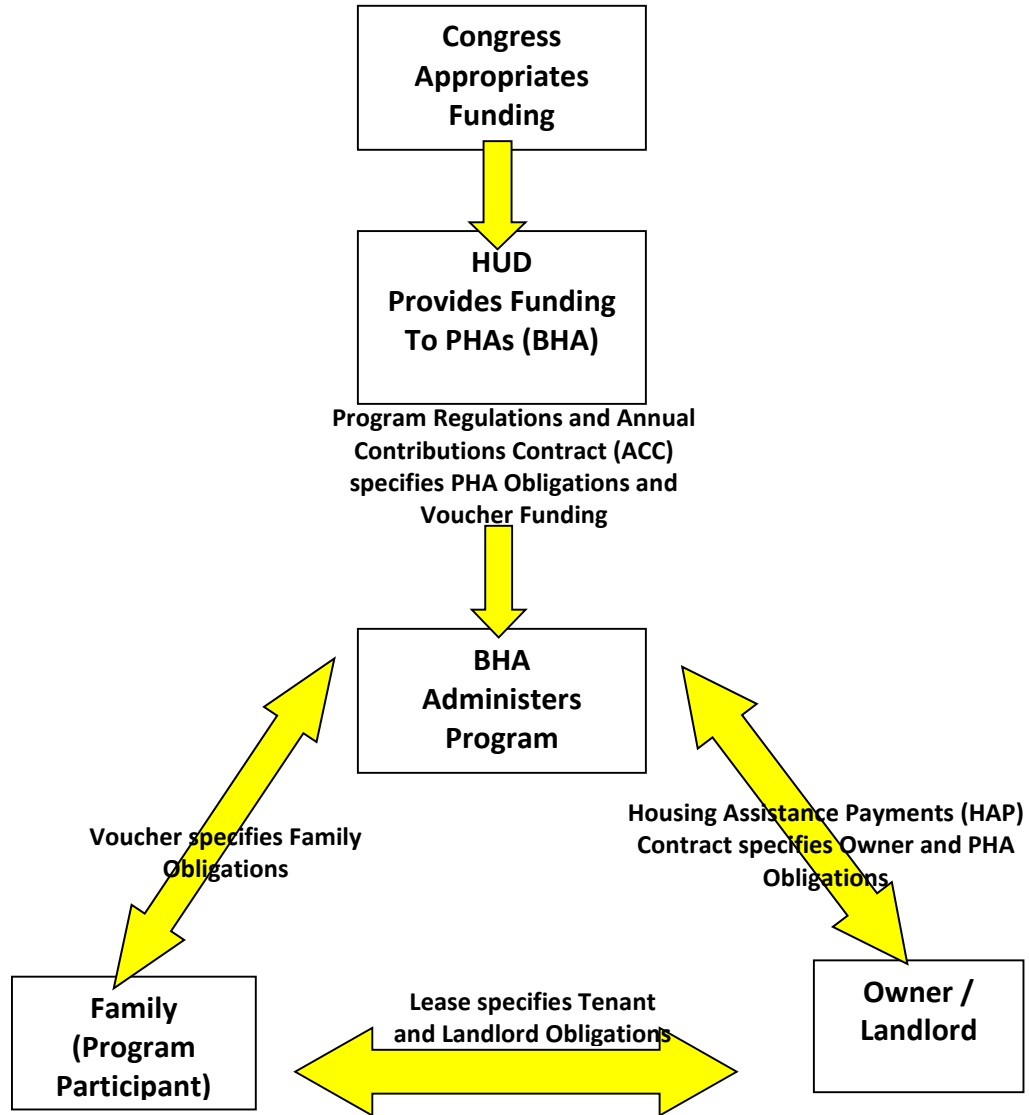 Congress
Appropriates
Funding
HUD
Provides Funding
To PHAs (BHA)
Program Regulations and Annual
Contributions Contract (ACC)
specifies PHA Obligations and
Voucher Funding
BHA
Administers
Program
Voucher specifies Family
Obligations
Housing Assistance Payments (HAP)
Contract specifies Owner and PHA
Obligations
Family
(Program
Participant)
Lease specifies Tenant
and Landlord Obligations
Owner /
Landlord